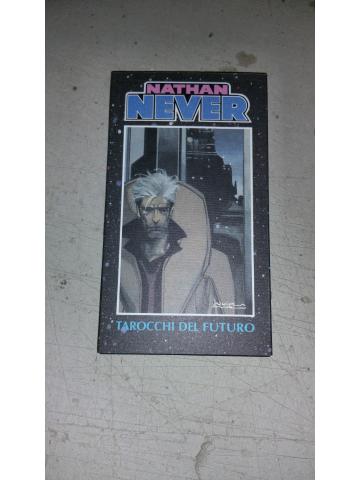 NATHAN
NEVER
TAROCCHI DEL FUTURO